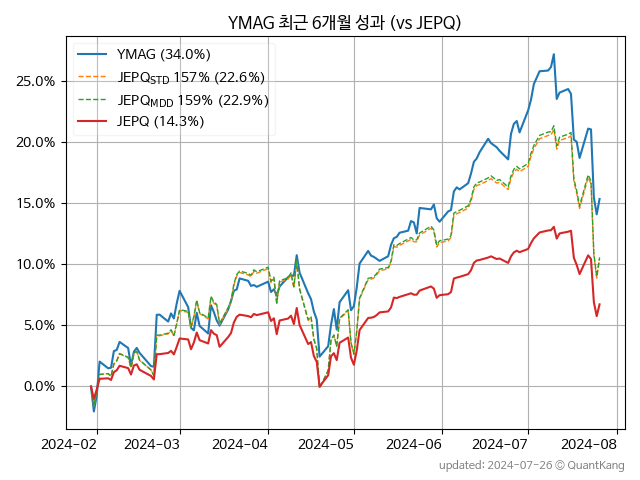 YMAG 최근 6개월 성과 (vs JEPQ)
YMAG (34.0%)
JEPQSTD 157% (22.6%)
JEPQMDD 159% (22.9%)
JEPQ (14.3%)
25.0%
20.0%
15.0%
10.0%
5.0%
0.0%
2024-02 2024-03 2024-04 2024-05 2024-06 2024-07 2024-08
updated: 2024-07-26 © QuantKang